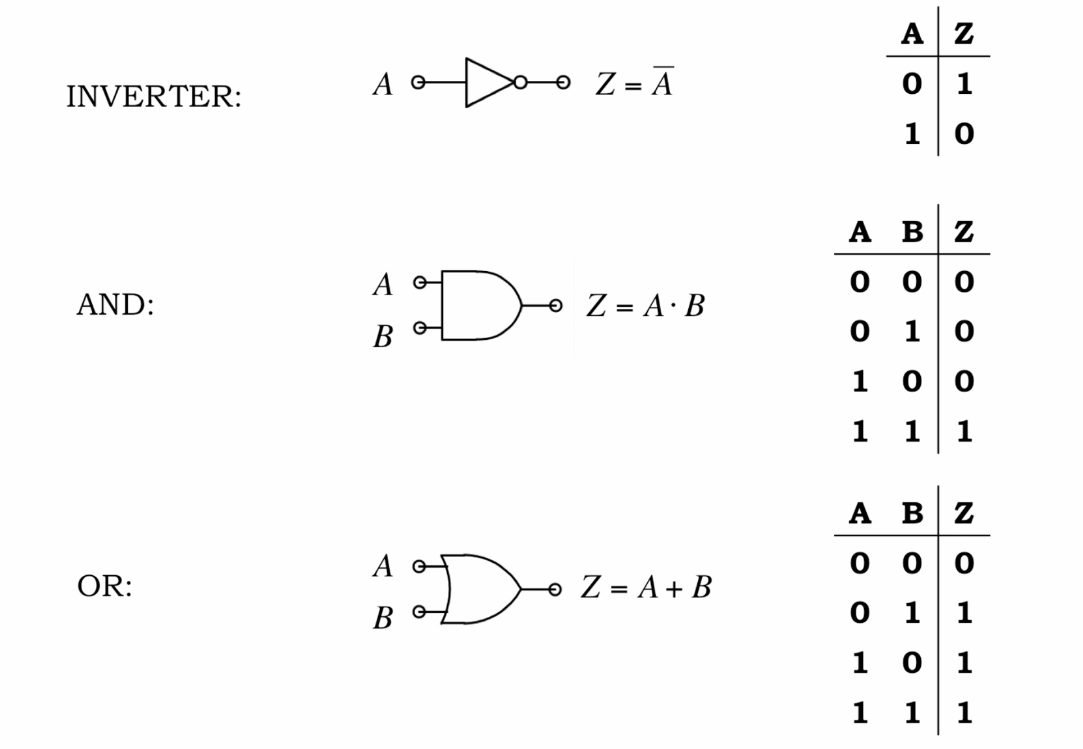 A Z
INVERTER: A Z = A̅ 0 1
1 0
A B Z
AND: A B Z = A · B
0 0 0
0 1 0
1 0 0
1 1 1
A B Z
OR: A B Z = A + B
0 0 0
0 1 1
1 0 1
1 1 1